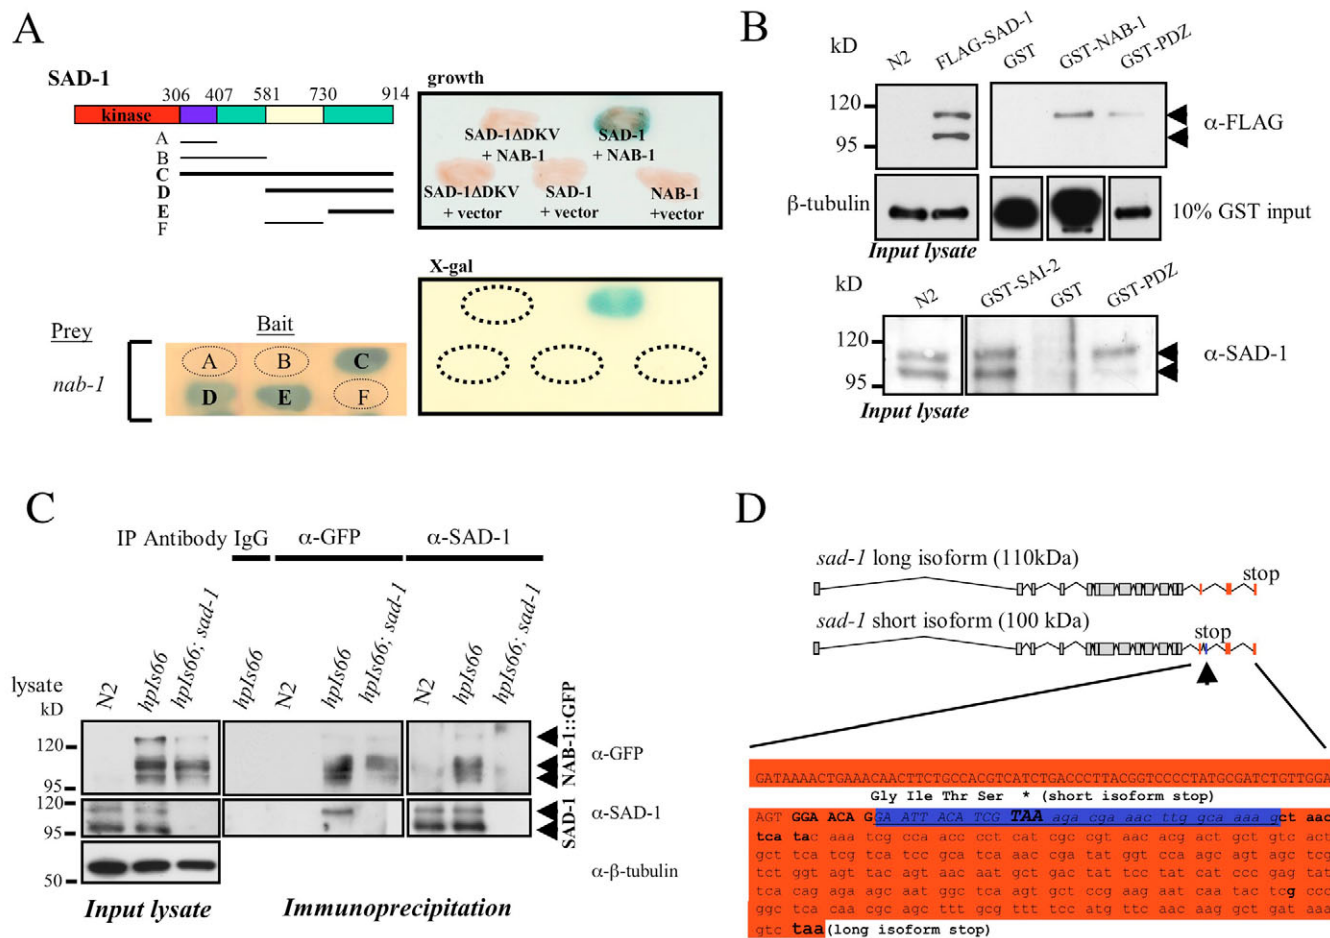 A
SAD-1
306 407 581 730 914
kinase
A
B
C
D
E
F
growth
SAD-1ΔDKV + NAB-1
SAD-1 + NAB-1
SAD-1ΔDKV + vector
SAD-1 + vector
NAB-1 +vector
X-gal
Prey
Bait
nab-1
A B C
D E F
B
kD
N2 FLAG-SAD-1 GST GST-NAB-1 GST-PDZ
120
95
α-FLAG
β-tubulin
10% GST input
Input lysate
kD
N2 GST-SAI-2 GST GST-PDZ
120
95
α-SAD-1
Input lysate
C
IP Antibody IgG α-GFP α-SAD-1
lysate
N2 hpIs66 hpIs66; sad-1 hpIs66 N2 hpIs66 hpIs66; sad-1 N2 hpIs66 hpIs66; sad-1
kD
120
95
NAB-1::GFP
α-GFP
120
95
SAD-1
α-SAD-1
50
α-β-tubulin
Input lysate
Immunoprecipitation
D
sad-1 long isoform (110kDa)
stop
sad-1 short isoform (100 kDa)
stop
GATAAAACTGAAACAACTTCTGCCACGTCATCTGACCCTTACGGTCCCCTATGCGATCTGTTGGA
Gly Ile Thr Ser * (short isoform stop)
AGT GGA ACA G GA ATT ACA TCG TAA aga cga aac ttg gca aaa g ct aac
tca ta c aaa tcg cca acc cct cat cgc cgt aac acg act gct gtc act
gct tca tcg tca tcc gca tca aac cga tat ggt cca agc agt agc tcg
tct ggt agt tac agt aat gct gac tat tcc tat cat ccc gag tat
tca cag aga agc aat ggc tca agt gct ccg aag aat caa tac tcg ccc
ggc tca caa cgc agc ttt gcg ttt tcc atg ttc aac aag gct gat aaa
gtc taa (long isoform stop)